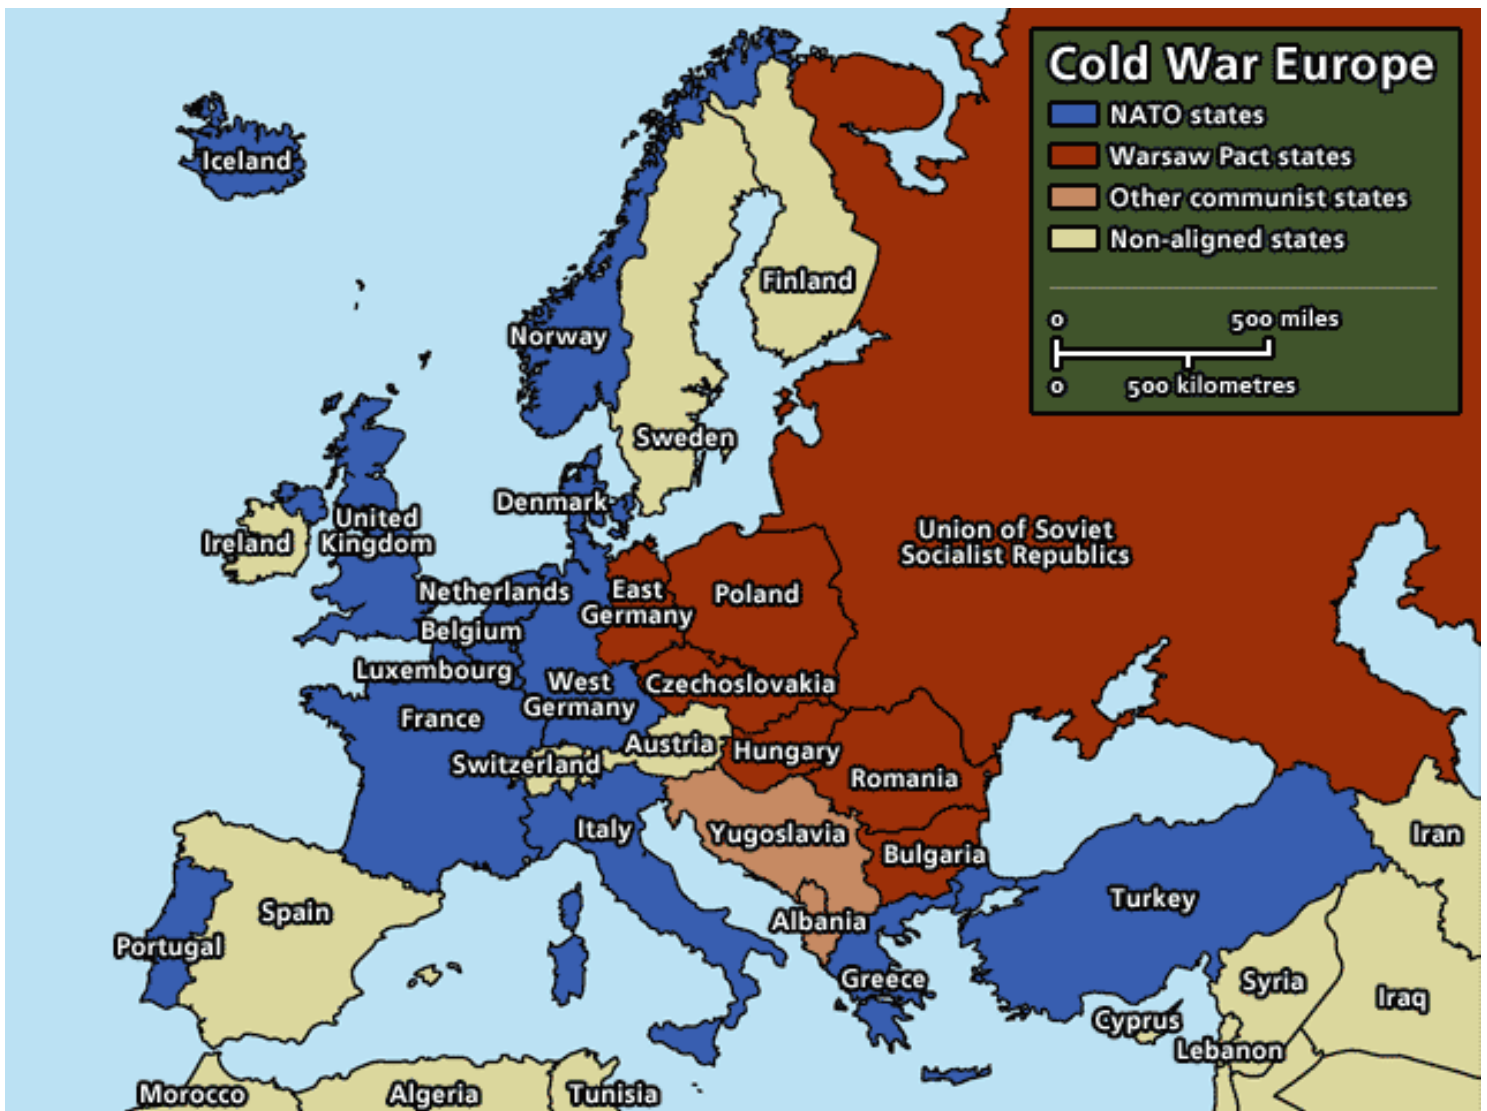 Cold War Europe
NATO states
Warsaw Pact states
Other communist states
Non-aligned states
0 500 miles
0 500 kilometres
Iceland
Finland
Norway
Sweden
Denmark
Ireland
United
Kingdom
Union of Soviet
Socialist Republics
Netherlands
East
Germany
Poland
Belgium
Luxembourg
West
Germany
Czechoslovakia
France
Austria
Hungary
Switzerland
Romania
Italy
Yugoslavia
Bulgaria
Iran
Spain
Portugal
Albania
Turkey
Greece
Syria
Iraq
Cyprus
Lebanon
Morocco
Algeria
Tunisia